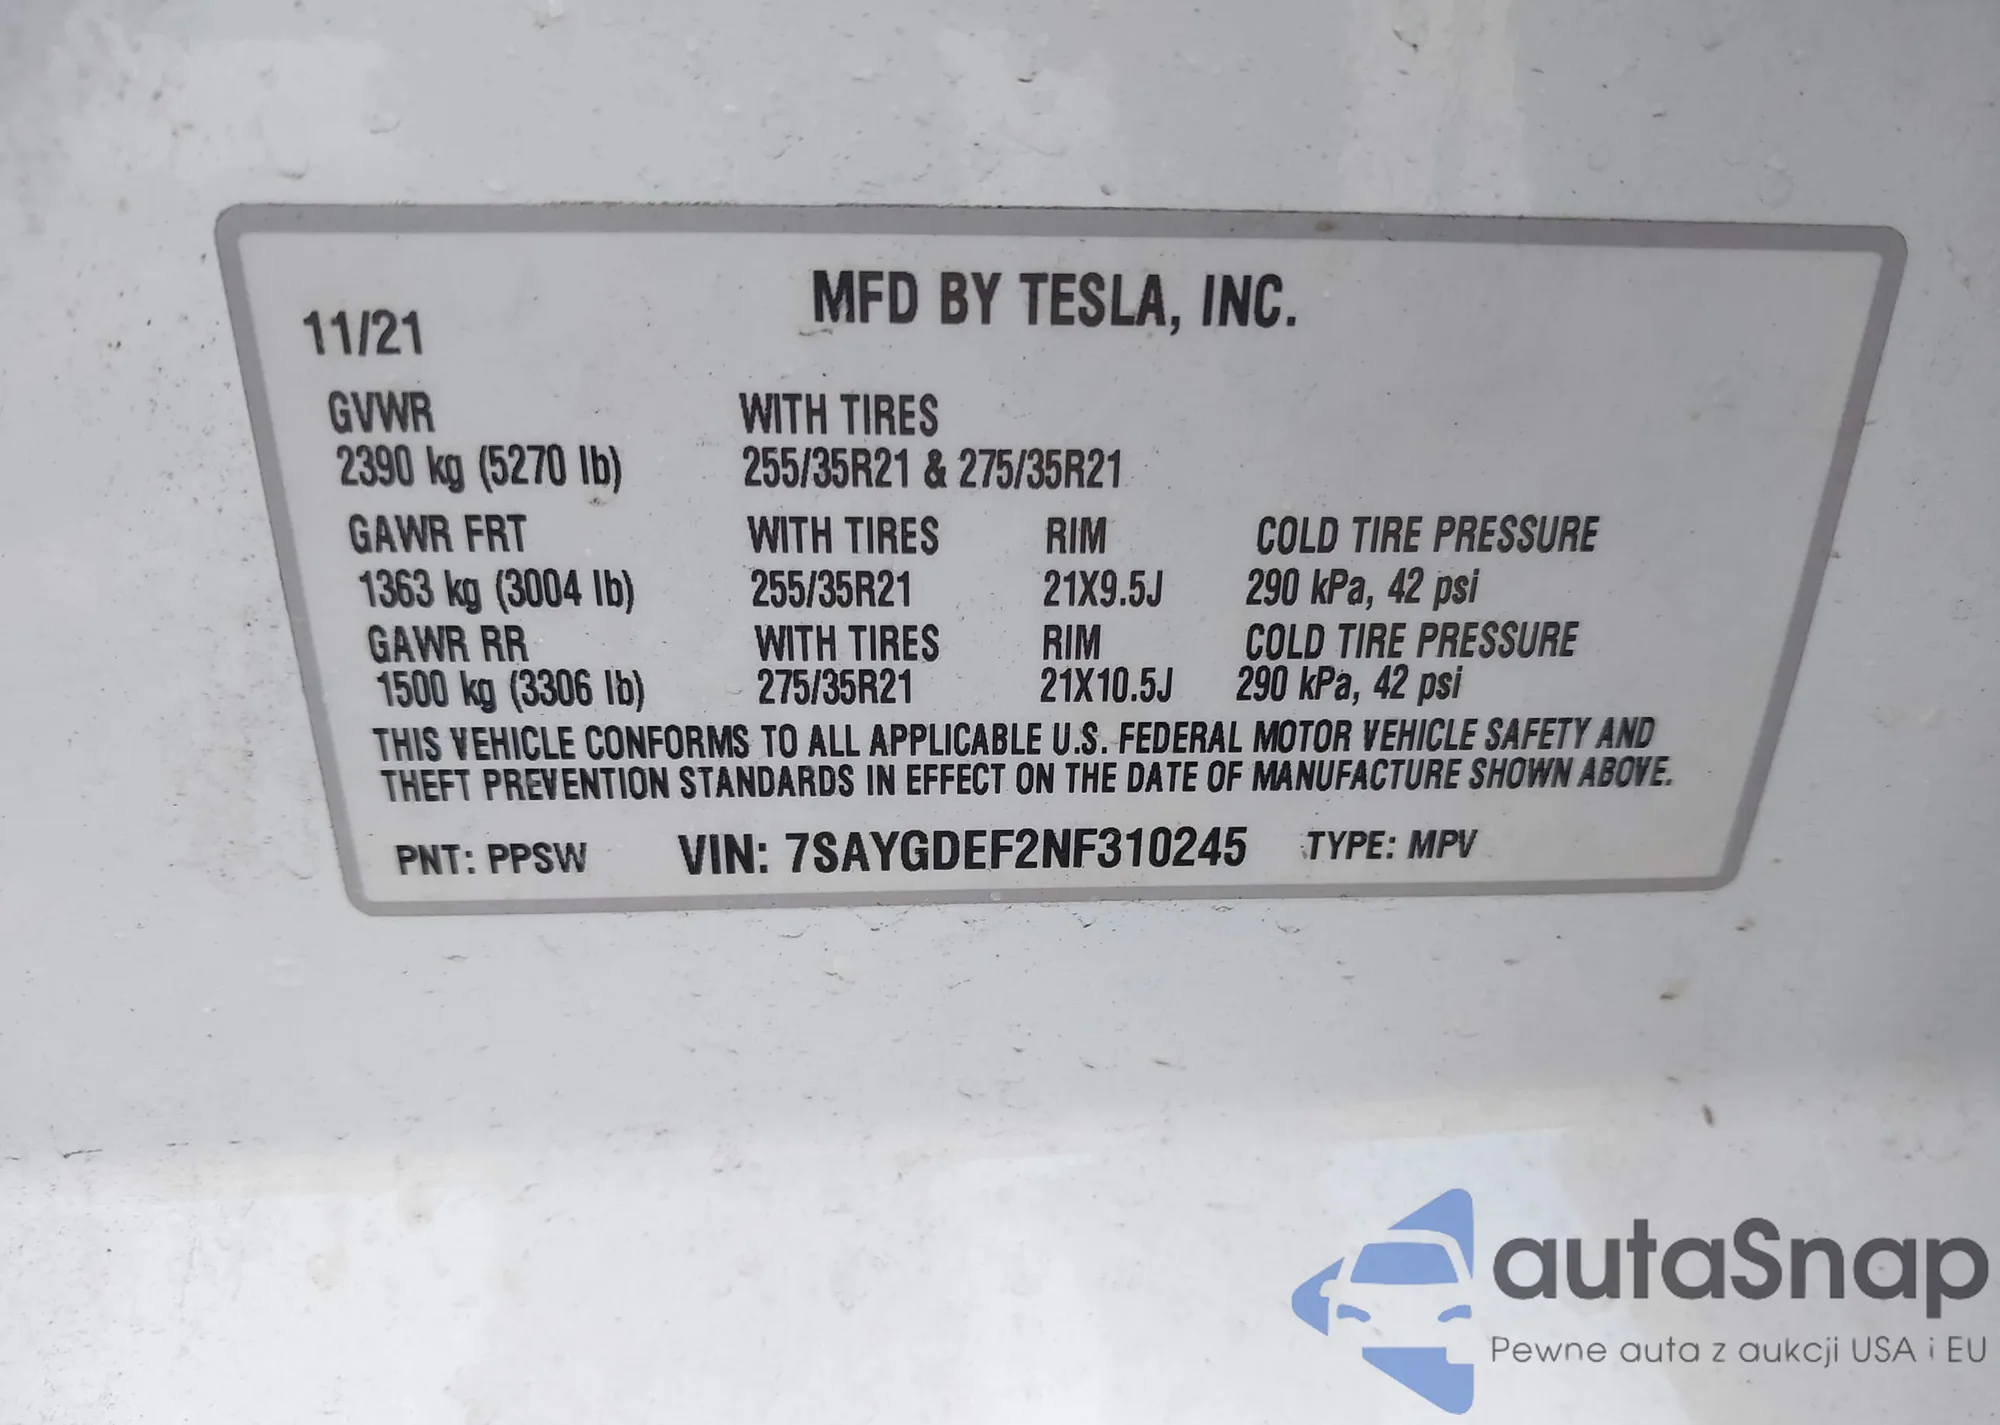 MFD BY TESLA, INC.
11/21
GVWR WITH TIRES
2390 kg (5270 lb) 255/35R21 & 275/35R21
GAWR FRT WITH TIRES RIM COLD TIRE PRESSURE
1363 kg (3004 lb) 255/35R21 21X9.5J 290 kPa, 42 psi
GAWR RR WITH TIRES RIM COLD TIRE PRESSURE
1500 kg (3306 lb) 275/35R21 21X10.5J 290 kPa, 42 psi
THIS VEHICLE CONFORMS TO ALL APPLICABLE U.S. FEDERAL MOTOR VEHICLE SAFETY AND
THEFT PREVENTION STANDARDS IN EFFECT ON THE DATE OF MANUFACTURE SHOWN ABOVE.
PNT: PPSW VIN: 7SAYGDEF2NF310245 TYPE: MPV
autaSnap
Pewne auta z aukcji USA i EU